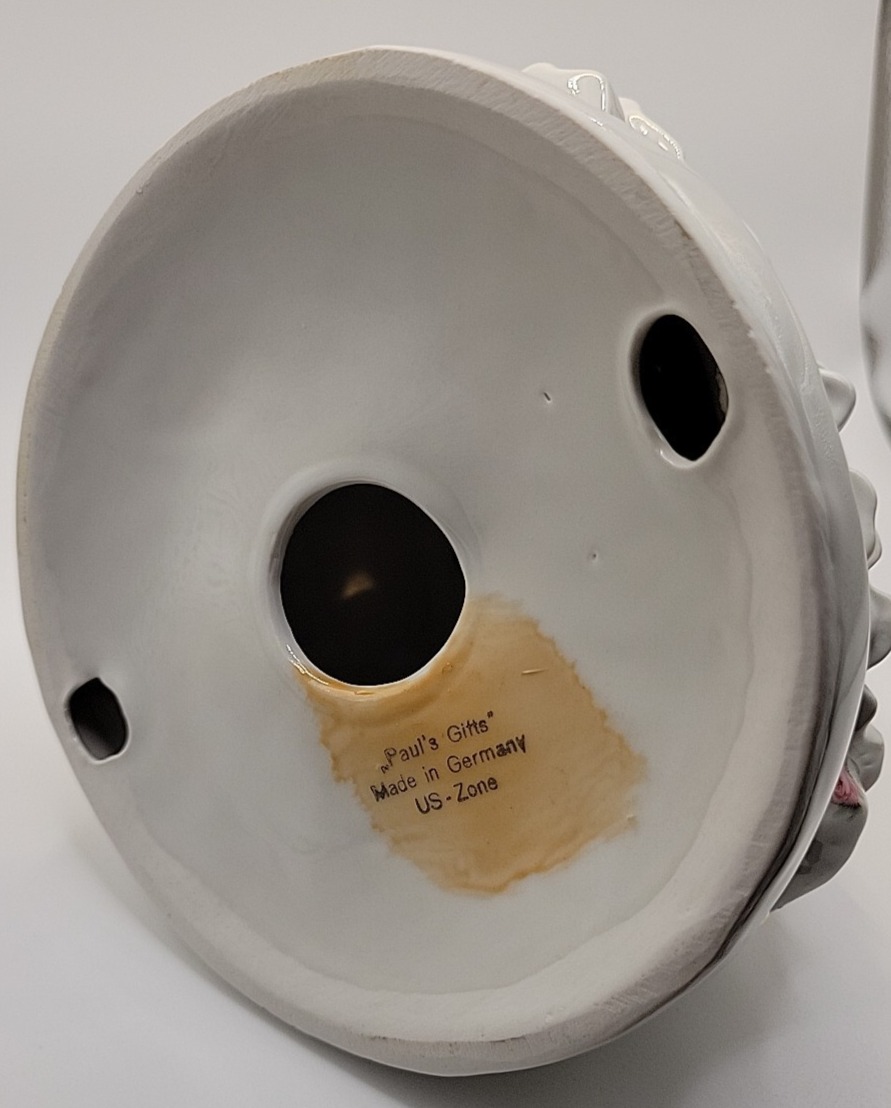 „Paul's Gifts"
Made in Germany
US-Zone